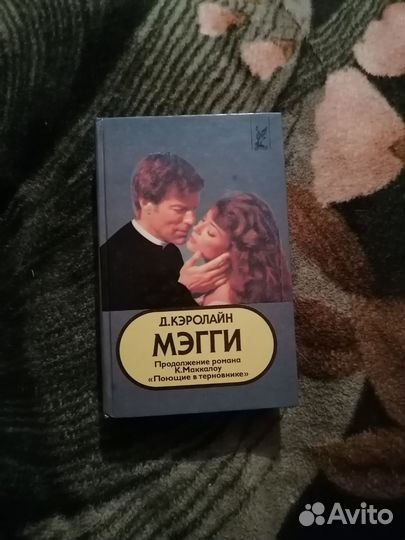 Д.КЭРОЛАЙН
МЭГГИ
Продолжение романа
К.Маккалоу
«Поющие в терновнике»
Avito